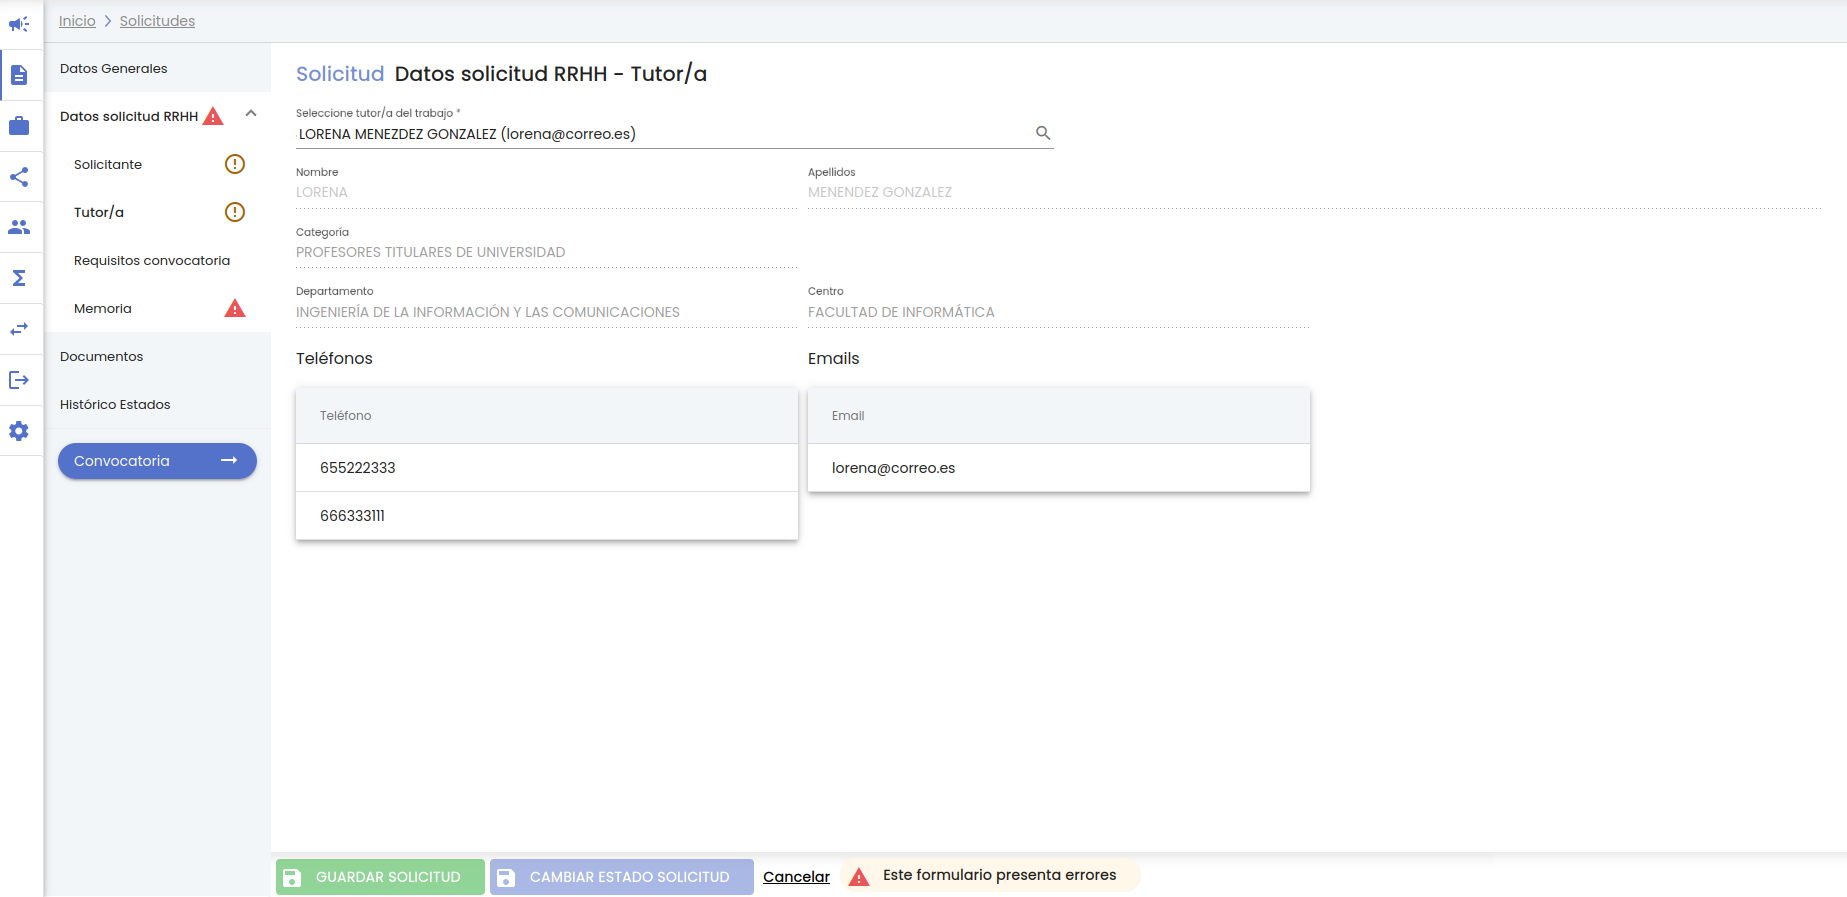 Inicio > Solicitudes
Datos Generales
Datos solicitud RRHH
Solicitante
Tutor/a
Requisitos convocatoria
Memoria
Documentos
Histórico Estados
Convocatoria
Solicitud Datos solicitud RRHH - Tutor/a
Seleccione tutor/a del trabajo *
LORENA MENEZDEZ GONZALEZ (lorena@correo.es)
Nombre Apellidos
LORENA MENENDEZ GONZALEZ
Categoría
PROFESORES TITULARES DE UNIVERSIDAD
Departamento Centro
INGENIERÍA DE LA INFORMACIÓN Y LAS COMUNICACIONES FACULTAD DE INFORMÁTICA
Teléfonos Emails
Teléfono Email
655222333 lorena@correo.es
666333111
GUARDAR SOLICITUD CAMBIAR ESTADO SOLICITUD Cancelar Este formulario presenta errores